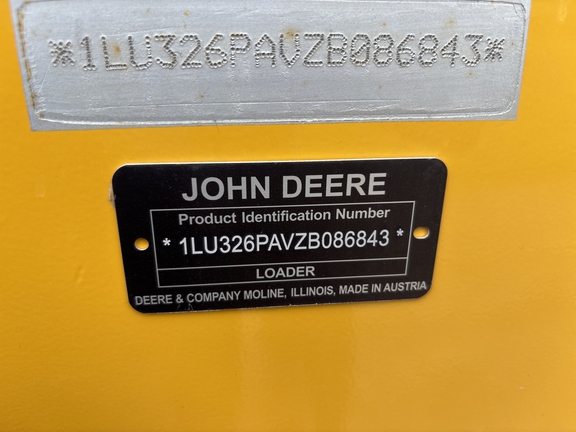 *1LU326PAVZB086843*
JOHN DEERE
Product Identification Number
* 1LU326PAVZB086843 *
LOADER
DEERE & COMPANY MOLINE, ILLINOIS, MADE IN AUSTRIA